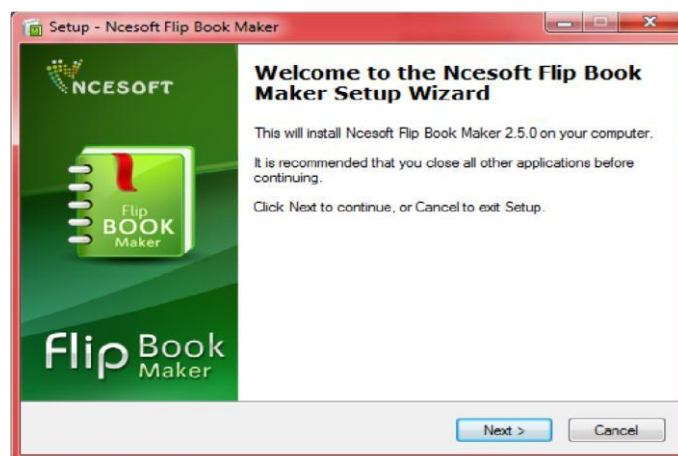 Setup - Ncesoft Flip Book Maker
NCESOFT
Flip
BOOK
Maker
Flip Book
Maker
Welcome to the Ncesoft Flip Book
Maker Setup Wizard
This will install Ncesoft Flip Book Maker 2.5.0 on your computer.
It is recommended that you close all other applications before
continuing.
Click Next to continue, or Cancel to exit Setup.
Next >
Cancel